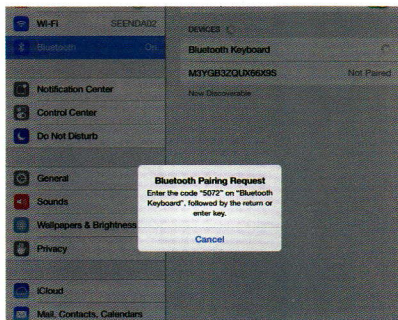 Wi-Fi SEENDA02
Bluetooth On
Notification Center
Control Center
Do Not Disturb
General
Sounds
Wallpapers & Brightness
Privacy
iCloud
Mail, Contacts, Calendars
DEVICES
Bluetooth Keyboard
M3YGB3ZQUX66X9S Not Paired
Now Discoverable
Bluetooth Pairing Request
Enter the code "5072" on "Bluetooth
Keyboard", followed by the return or
enter key.
Cancel